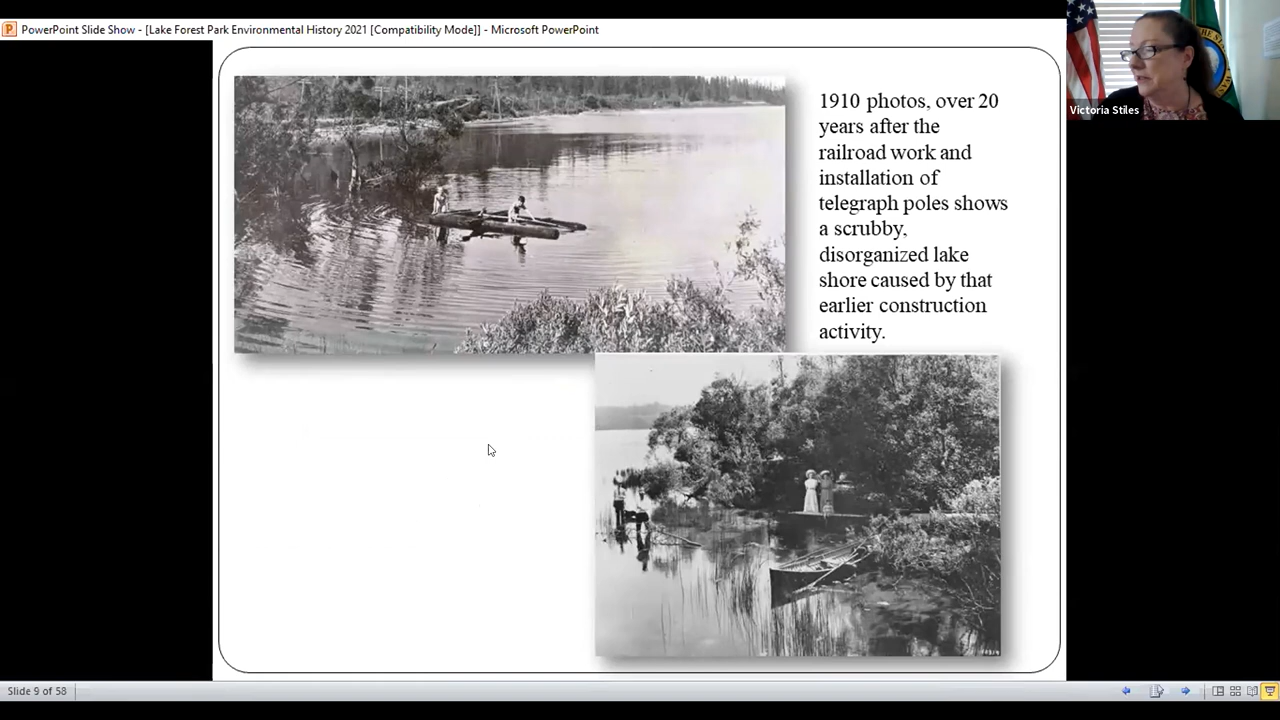 PowerPoint Slide Show - [Lake Forest Park Environmental History 2021 [Compatibility Mode]] - Microsoft PowerPoint
1910 photos, over 20
years after the
railroad work and
installation of
telegraph poles shows
a scrubby,
disorganized lake
shore caused by that
earlier construction
activity.
Victoria Stiles
Slide 9 of 58